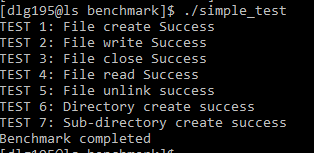 [dlg195@ls benchmark]$ ./simple_test
TEST 1: File create Success
TEST 2: File write Success
TEST 3: File close Success
TEST 4: File read Success
TEST 5: File unlink success
TEST 6: Directory create success
TEST 7: Sub-directory create success
Benchmark completed
[dlg195@ls benchmark]$